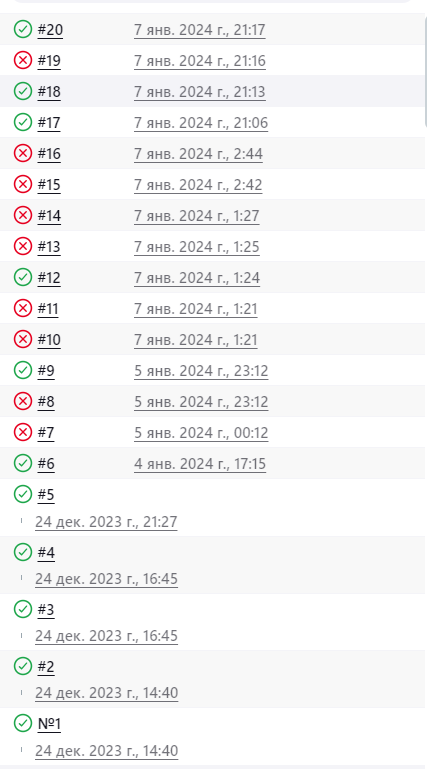 #20 7 янв. 2024 г., 21:17
#19 7 янв. 2024 г., 21:16
#18 7 янв. 2024 г., 21:13
#17 7 янв. 2024 г., 21:06
#16 7 янв. 2024 г., 2:44
#15 7 янв. 2024 г., 2:42
#14 7 янв. 2024 г., 1:27
#13 7 янв. 2024 г., 1:25
#12 7 янв. 2024 г., 1:24
#11 7 янв. 2024 г., 1:21
#10 7 янв. 2024 г., 1:21
#9 5 янв. 2024 г., 23:12
#8 5 янв. 2024 г., 23:12
#7 5 янв. 2024 г., 00:12
#6 4 янв. 2024 г., 17:15
#5
24 дек. 2023 г., 21:27
#4
24 дек. 2023 г., 16:45
#3
24 дек. 2023 г., 16:45
#2
24 дек. 2023 г., 14:40
№1
24 дек. 2023 г., 14:40